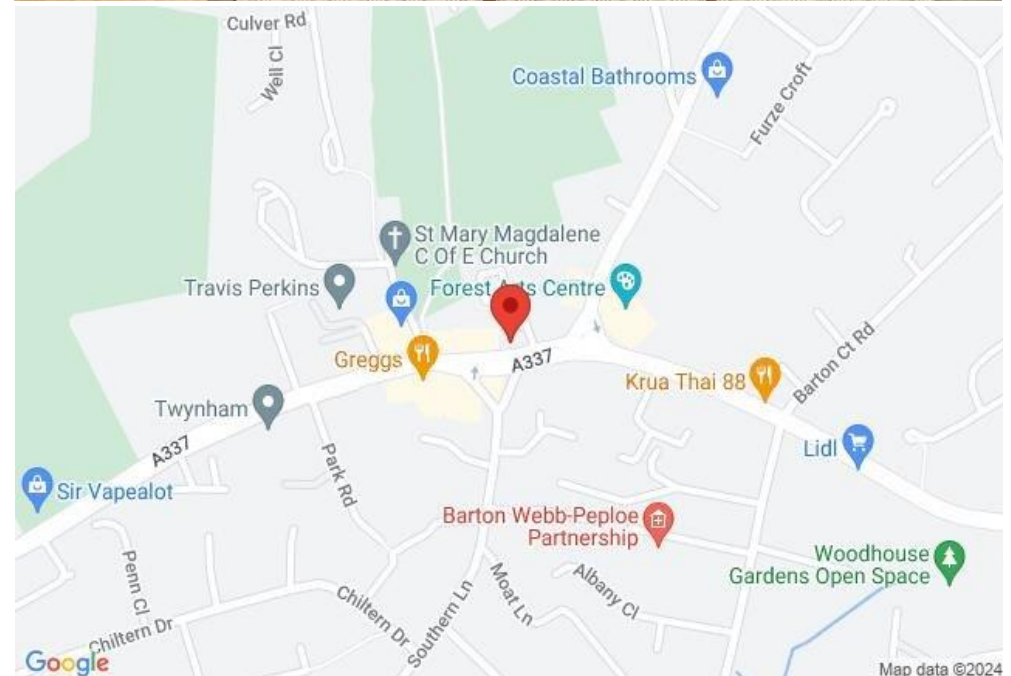 Culver Rd
Well Cl
Coastal Bathrooms
Furze Croft
St Mary Magdalene
C Of E Church
Travis Perkins
Forest Arts Centre
Greggs
A337
Krua Thai 88
Barton Ct Rd
Twynham
A337
Lidl
Sir Vapealot
Park Rd
Barton Webb-Peploe
Partnership
Woodhouse
Gardens Open Space
Penn Cl
Moat Ln
Albany Cl
Chiltern Dr
Chiltern Dr
Southern Ln
Google
Map data ©2024